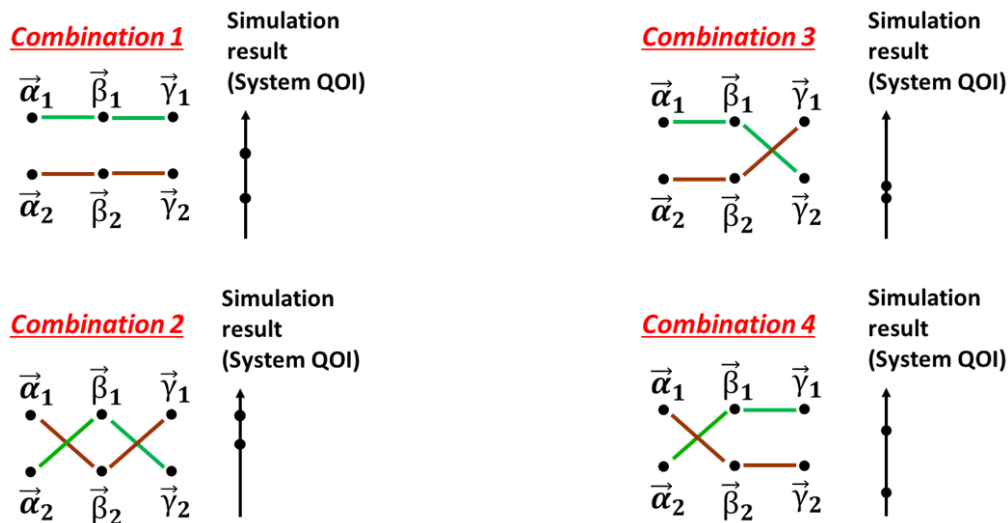 Combination 1
Simulation
result
(System QOI)
α⃗₁ β⃗₁ γ⃗₁
α⃗₂ β⃗₂ γ⃗₂
Combination 3
Simulation
result
(System QOI)
α⃗₁ β⃗₁ γ⃗₁
α⃗₂ β⃗₂ γ⃗₂
Combination 2
Simulation
result
(System QOI)
α⃗₁ β⃗₁ γ⃗₁
α⃗₂ β⃗₂ γ⃗₂
Combination 4
Simulation
result
(System QOI)
α⃗₁ β⃗₁ γ⃗₁
α⃗₂ β⃗₂ γ⃗₂